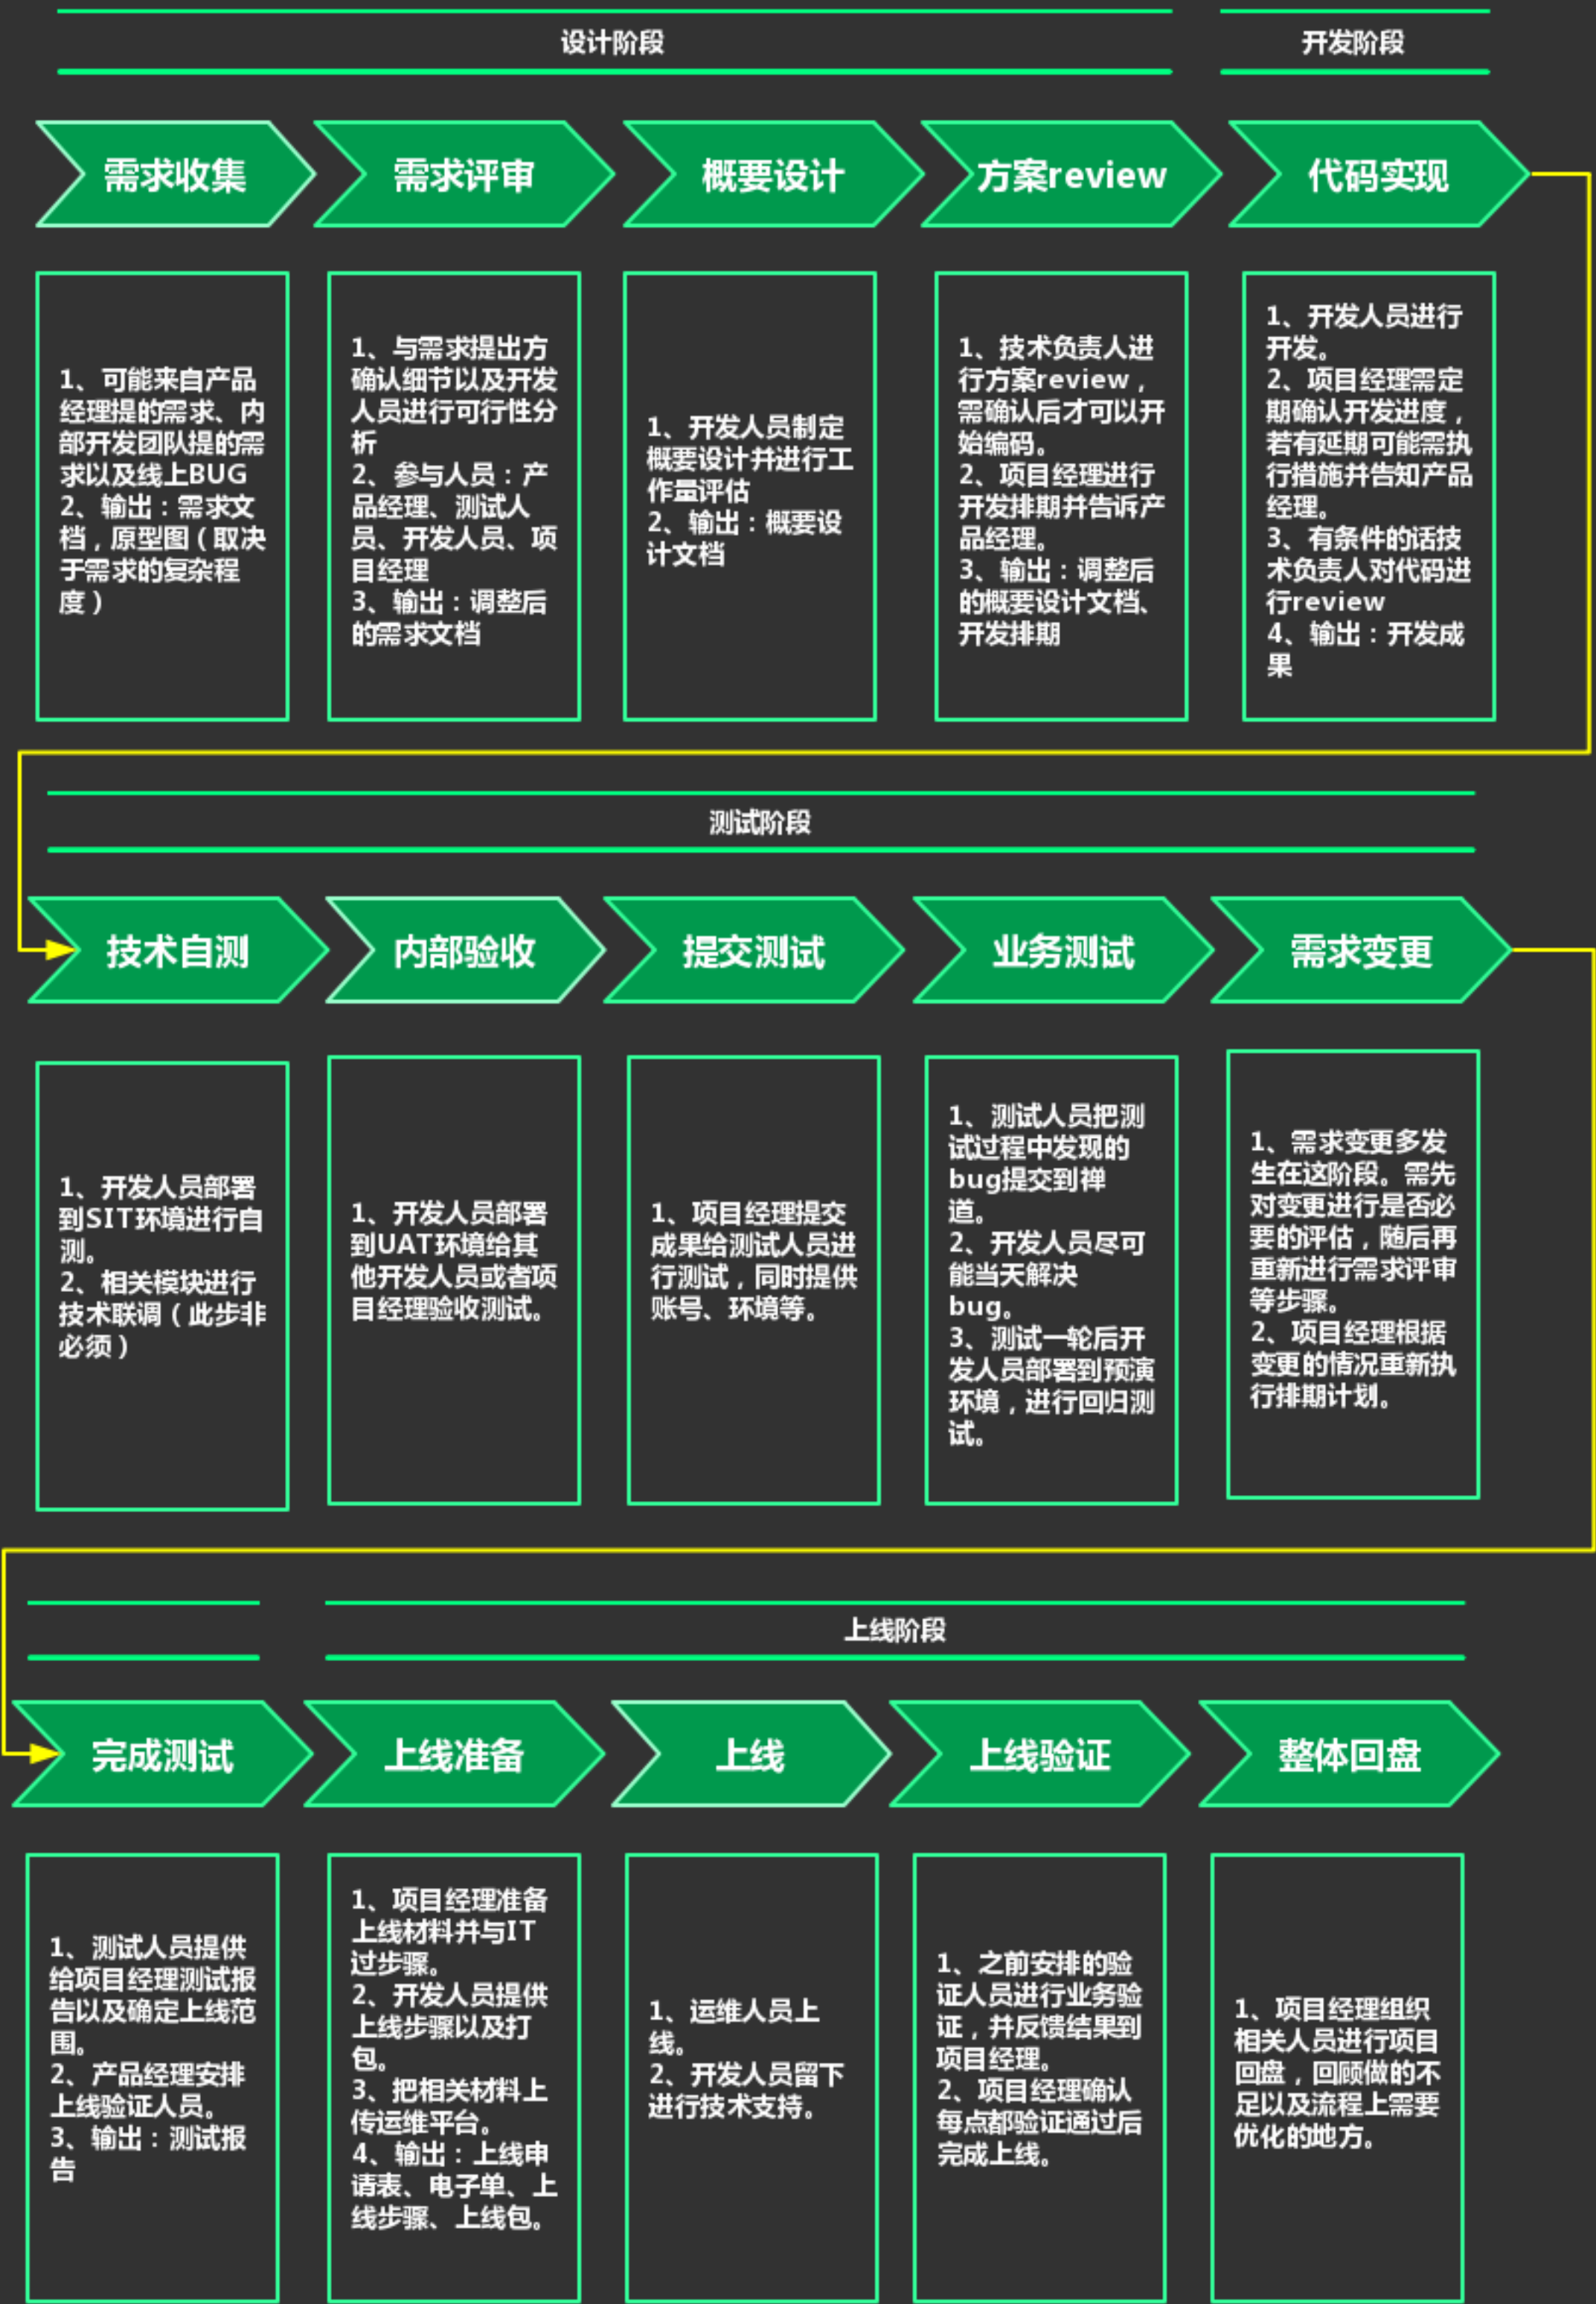 设计阶段
开发阶段
需求收集
需求评审
概要设计
方案review
代码实现
1、可能来自产品
经理提的需求、内
部开发团队提的需
求以及线上BUG
2、输出：需求文
档，原型图（取决
于需求的复杂程
度）
1、与需求提出方
确认细节以及开发
人员进行可行性分
析
2、参与人员：产
品经理、测试人
员、开发人员、项
目经理
3、输出：调整后
的需求文档
1、开发人员制定
概要设计并进行工
作量评估
2、输出：概要设
计文档
1、技术负责人进
行方案review，
需确认后才可以开
始编码。
2、项目经理进行
开发排期并告诉产
品经理。
3、输出：调整后
的概要设计文档、
开发排期
1、开发人员进行
开发。
2、项目经理需定
期确认开发进度，
若有延期可能需执
行措施并告知产品
经理。
3、有条件的话技
术负责人对代码进
行review
4、输出：开发成
果
测试阶段
技术自测
内部验收
提交测试
业务测试
需求变更
1、开发人员部署
到SIT环境进行自
测。
2、相关模块进行
技术联调（此步非
必须）
1、开发人员部署
到UAT环境给其
他开发人员或者项
目经理验收测试。
1、项目经理提交
成果给测试人员进
行测试，同时提供
账号、环境等。
1、测试人员把测
试过程中发现的
bug提交到禅
道。
2、开发人员尽可
能当天解决
bug。
3、测试一轮后开
发人员部署到预演
环境，进行回归测
试。
1、需求变更多发
生在这阶段。需先
对变更进行是否必
要的评估，随后再
重新进行需求评审
等步骤。
2、项目经理根据
变更的情况重新执
行排期计划。
上线阶段
完成测试
上线准备
上线
上线验证
整体回盘
1、测试人员提供
给项目经理测试报
告以及确定上线范
围。
2、产品经理安排
上线验证人员。
3、输出：测试报
告
1、项目经理准备
上线材料并与IT
过步骤。
2、开发人员提供
上线步骤以及打
包。
3、把相关材料上
传运维平台。
4、输出：上线申
请表、电子单、上
线步骤、上线包。
1、运维人员上
线。
2、开发人员留下
进行技术支持。
1、之前安排的验
证人员进行业务验
证，并反馈结果到
项目经理。
2、项目经理确认
每点都验证通过后
完成上线。
1、项目经理组织
相关人员进行项目
回盘，回顾做的不
足以及流程上需要
优化的地方。